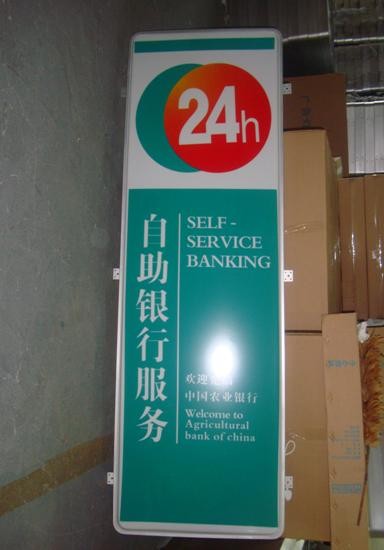 24h
自助银行服务
SELF-
SERVICE
BANKING
欢迎
中国农业银行
Welcome to
Agricultural
bank of china